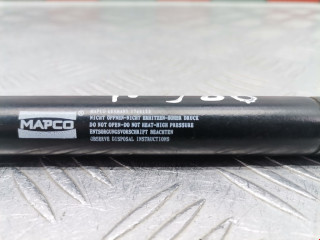 MAPCO
NICHT ÖFFNEN-NICHT ERHITZEN-HOHER DRUCK
DO NOT OPEN-DO NOT HEAT-HIGH PRESSURE
ENTSORGUNGSVORSCHRIFT BEACHTEN
OBSERVE DISPOSAL INSTRUCTIONS